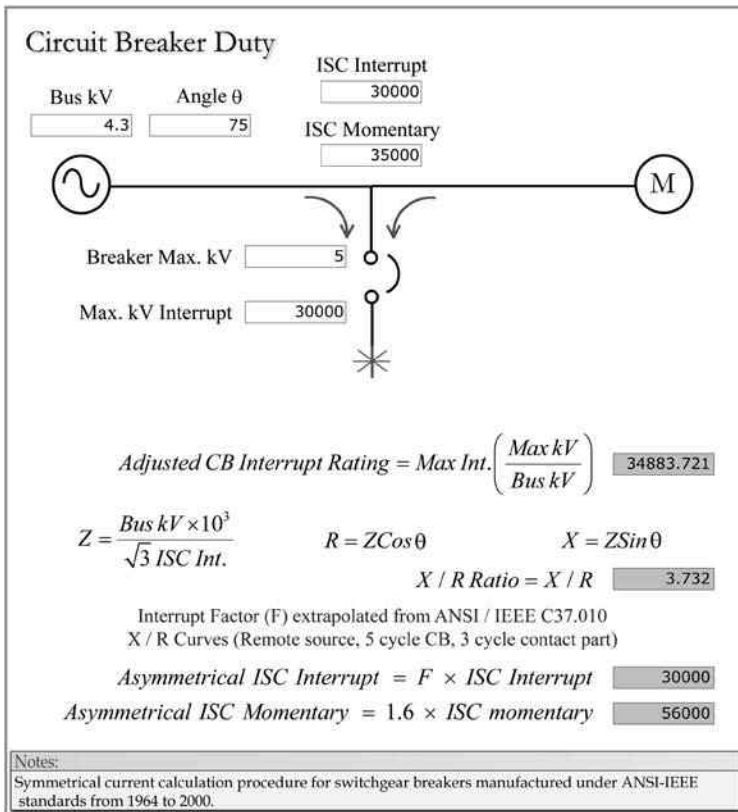 Circuit Breaker Duty
ISC Interrupt
30000
Bus kV
4.3
Angle θ
75
ISC Momentary
35000
M
Breaker Max. kV
5
Max. kV Interrupt
30000
Adjusted CB Interrupt Rating = Max Int. (Max kV / Bus kV) 34883.721
Z = Bus kV × 10³ / √3 ISC Int.
R = ZCos θ
X = ZSin θ
X / R Ratio = X / R 3.732
Interrupt Factor (F) extrapolated from ANSI / IEEE C37.010
X / R Curves (Remote source, 5 cycle CB, 3 cycle contact part)
Asymmetrical ISC Interrupt = F × ISC Interrupt 30000
Asymmetrical ISC Momentary = 1.6 × ISC momentary 56000
Notes:
Symmetrical current calculation procedure for switchgear breakers manufactured under ANSI-IEEE
standards from 1964 to 2000.